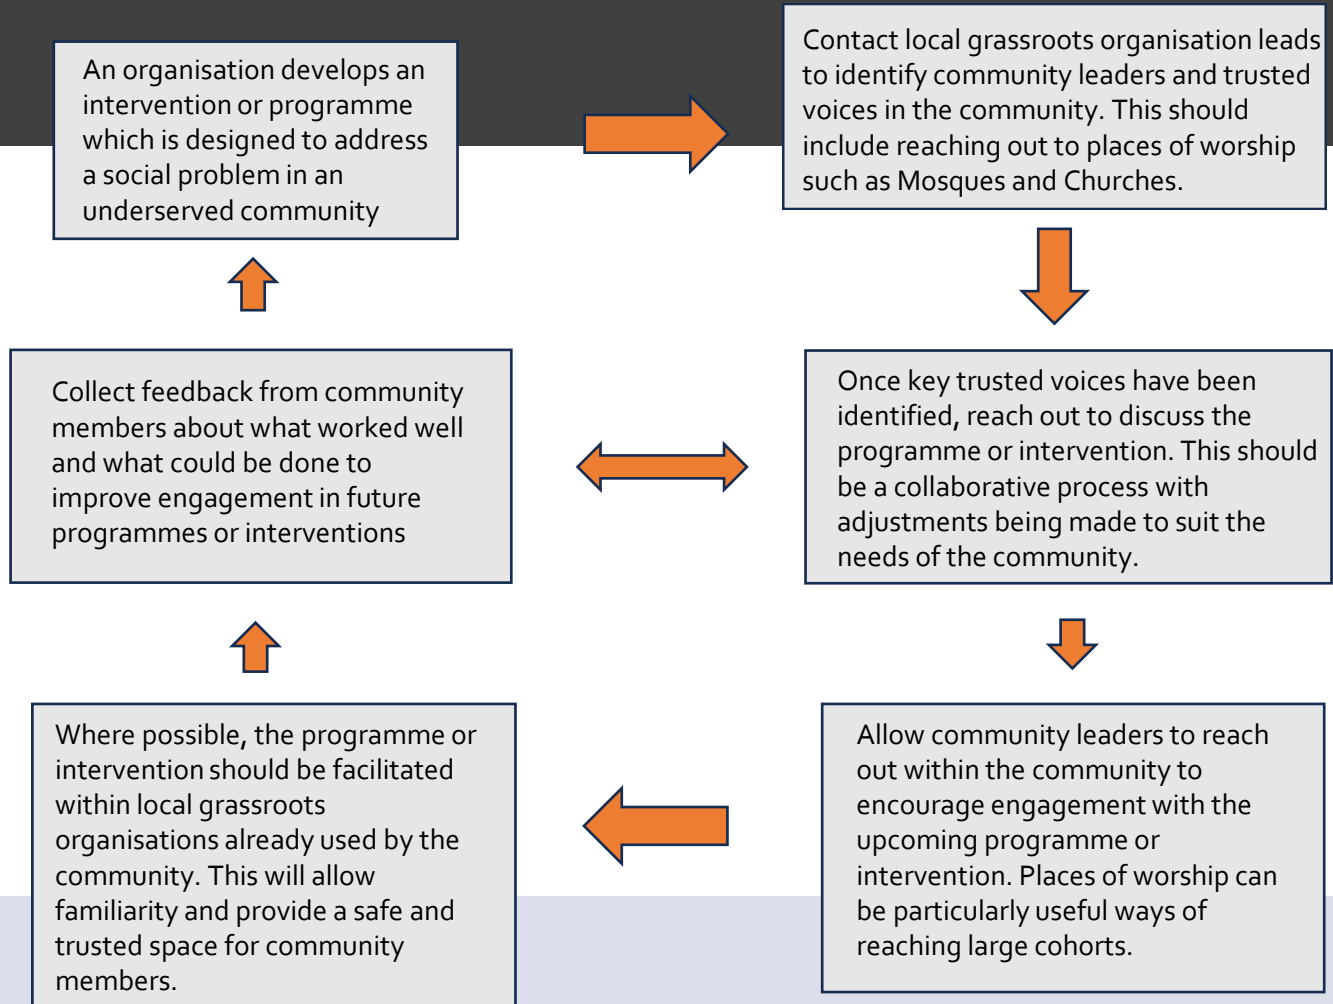 An organisation develops an
intervention or programme
which is designed to address
a social problem in an
underserved community
Contact local grassroots organisation leads
to identify community leaders and trusted
voices in the community. This should
include reaching out to places of worship
such as Mosques and Churches.
Once key trusted voices have been
identified, reach out to discuss the
programme or intervention. This should
be a collaborative process with
adjustments being made to suit the
needs of the community.
Allow community leaders to reach
out within the community to
encourage engagement with the
upcoming programme or
intervention. Places of worship can
be particularly useful ways of
reaching large cohorts.
Where possible, the programme or
intervention should be facilitated
within local grassroots
organisations already used by the
community. This will allow
familiarity and provide a safe and
trusted space for community
members.
Collect feedback from community
members about what worked well
and what could be done to
improve engagement in future
programmes or interventions